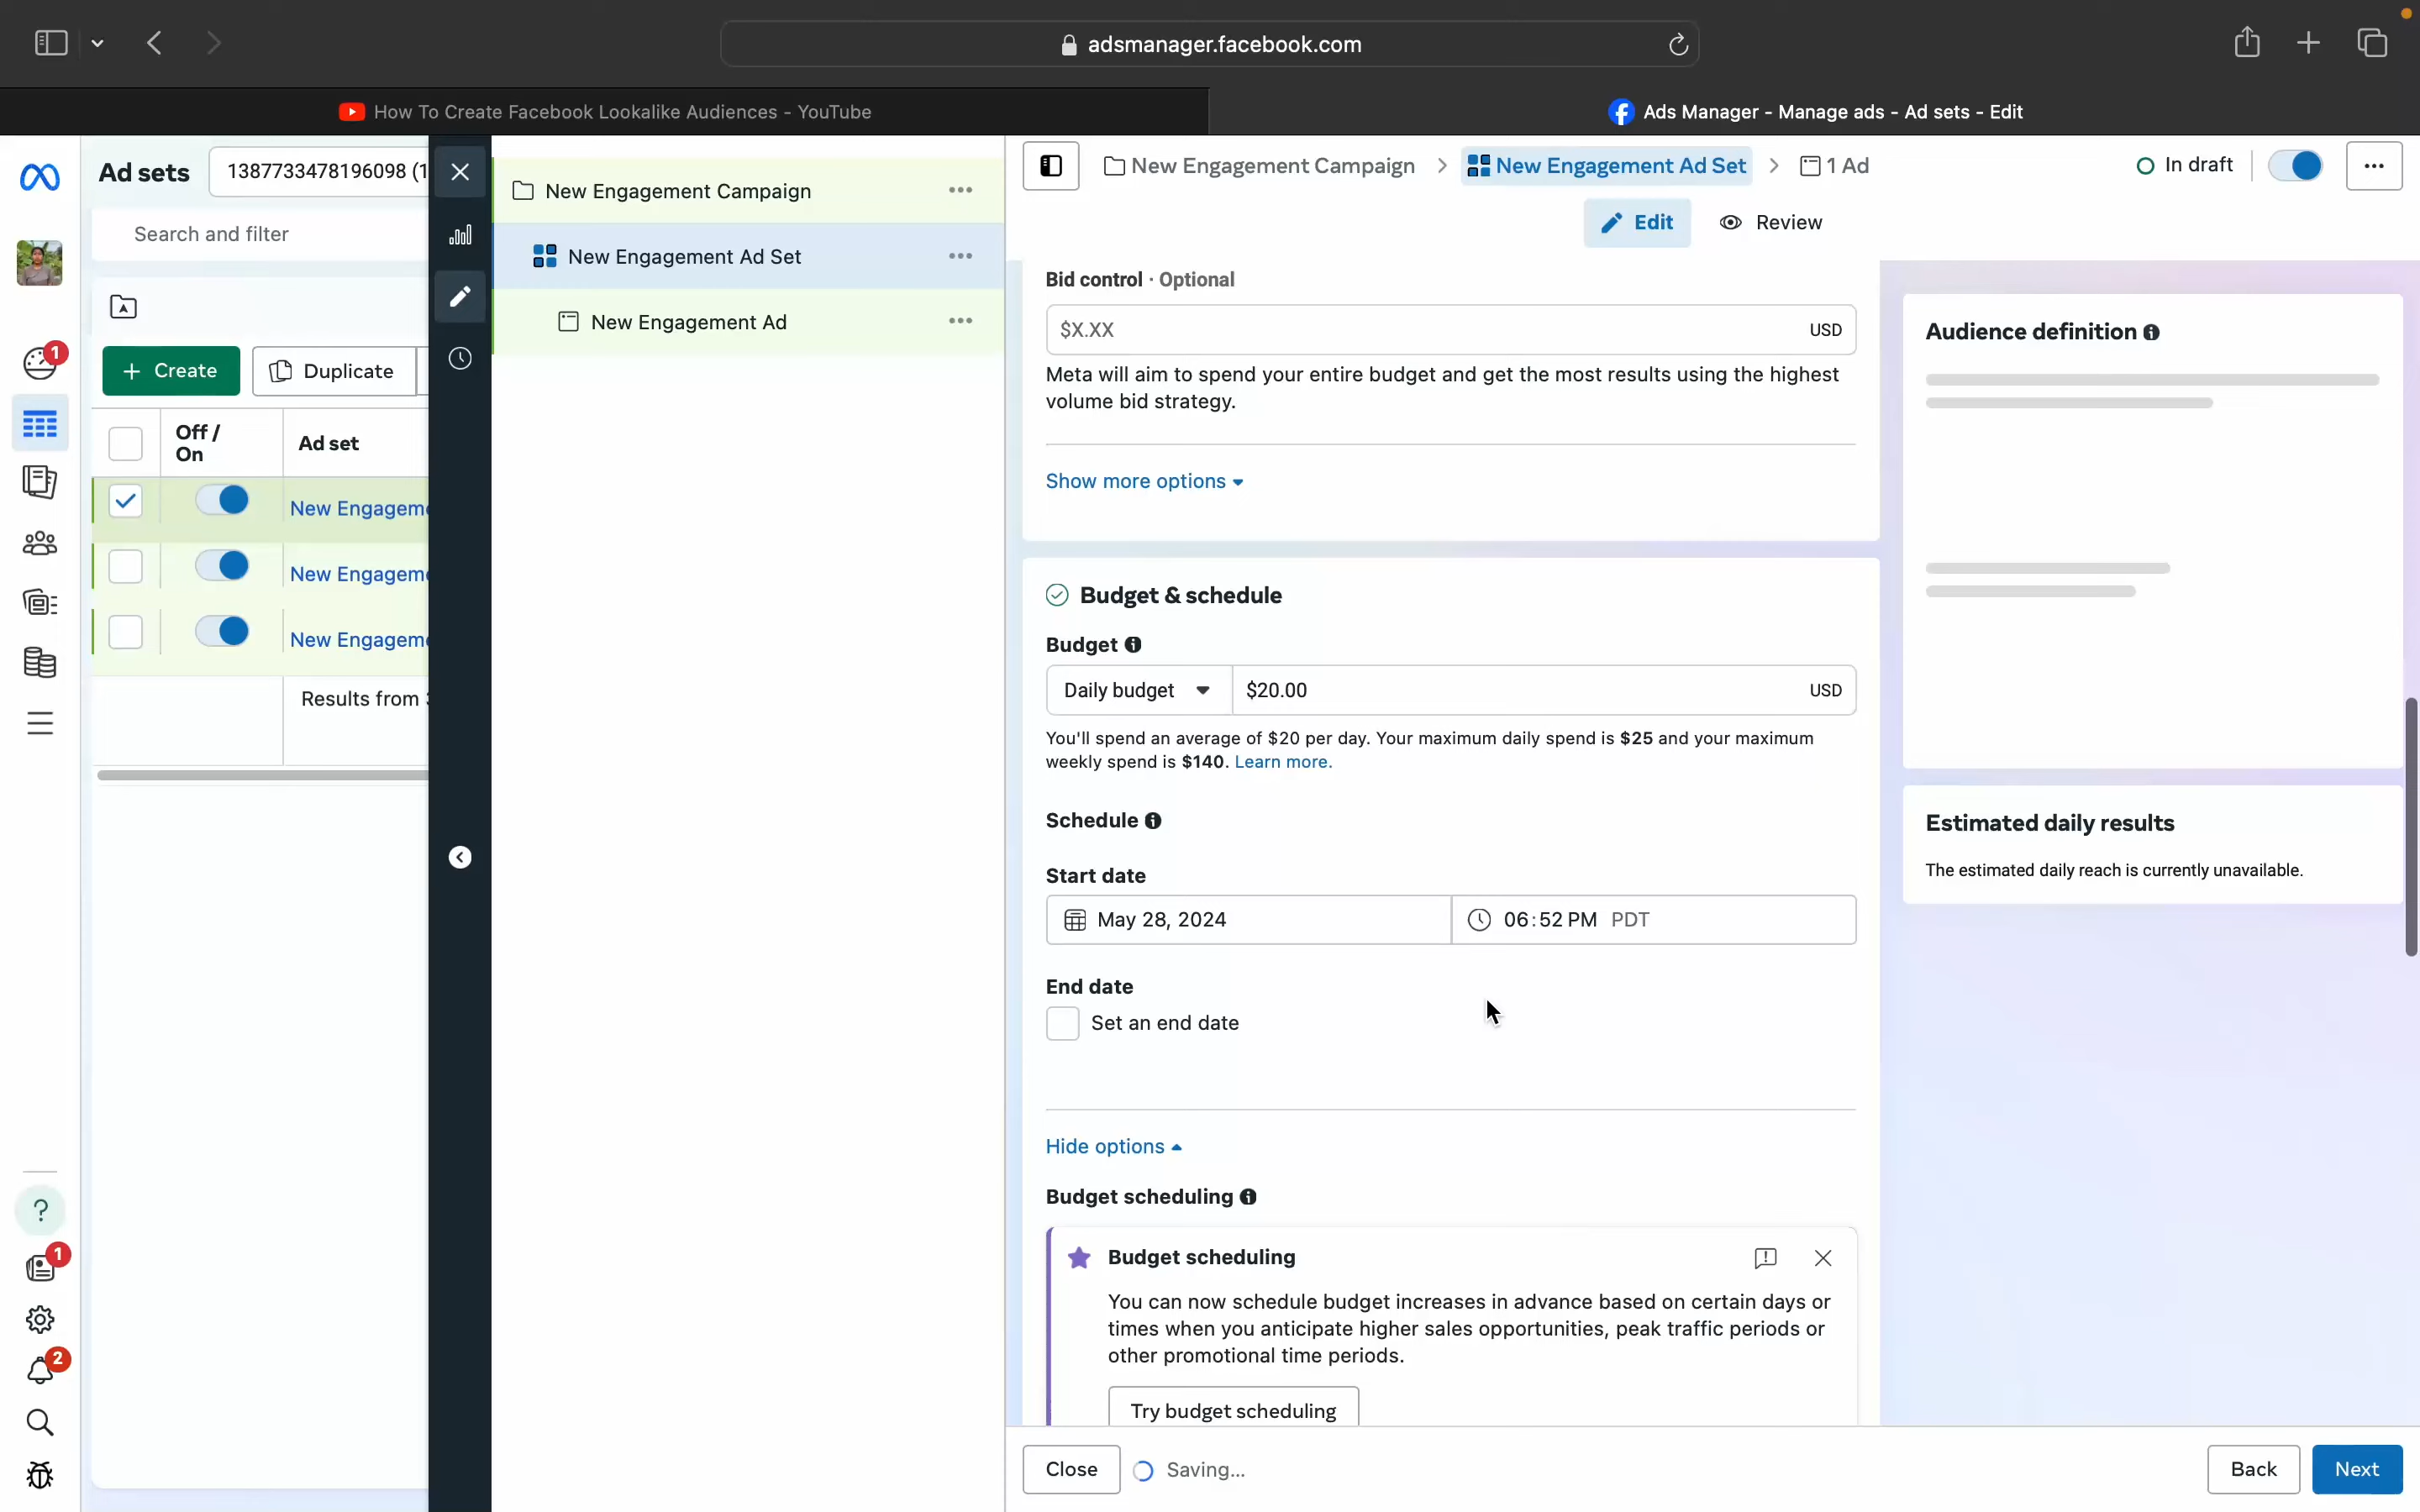 adsmanager.facebook.com
How To Create Facebook Lookalike Audiences - YouTube
Ads Manager - Manage ads - Ad sets - Edit
Ad sets
1387733478196098 (1
Search and filter
1
+ Create
Duplicate
Off / On
Ad set
New Engagem
New Engagem
New Engagem
Results from
?
1
2
New Engagement Campaign
New Engagement Ad Set
New Engagement Ad
New Engagement Campaign > New Engagement Ad Set > 1 Ad
In draft
Edit
Review
Bid control · Optional
$X.XX
USD
Meta will aim to spend your entire budget and get the most results using the highest
volume bid strategy.
Show more options
Budget & schedule
Budget
Daily budget
$20.00
USD
You'll spend an average of $20 per day. Your maximum daily spend is $25 and your maximum
weekly spend is $140. Learn more.
Schedule
Start date
May 28, 2024
06:52 PM PDT
End date
Set an end date
Hide options
Budget scheduling
Budget scheduling
You can now schedule budget increases in advance based on certain days or
times when you anticipate higher sales opportunities, peak traffic periods or
other promotional time periods.
Try budget scheduling
Close
Saving...
Back
Next
Audience definition
Estimated daily results
The estimated daily reach is currently unavailable.